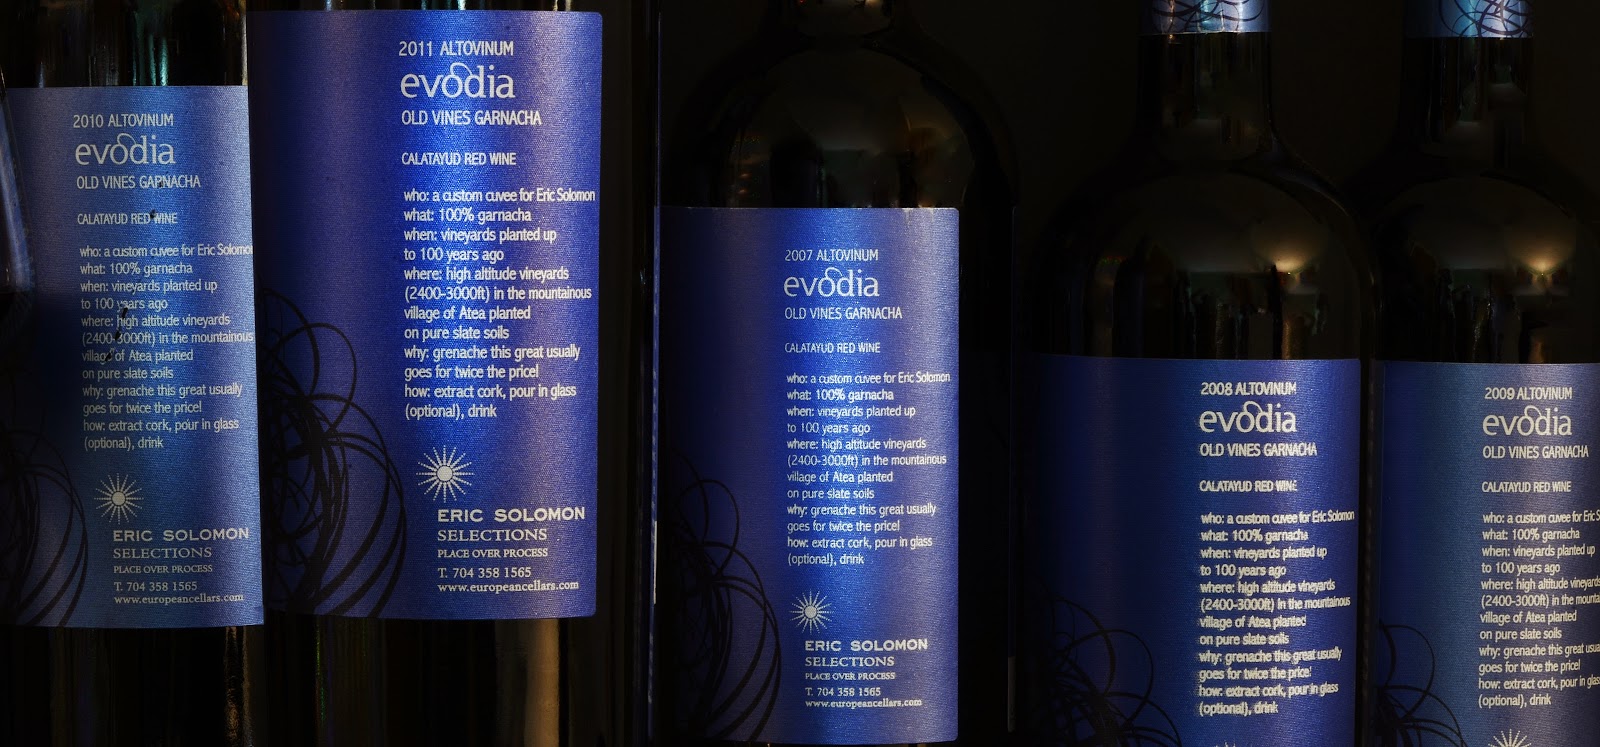 2010 ALTOVINUM
evodia
OLD VINES GARNACHA
CALATAYUD RED WINE
who: a custom cuvee for Eric Solomon
what: 100% garnacha
when: vineyards planted up
to 100 years ago
where: high altitude vineyards
(2400-3000ft) in the mountainous
village of Atea planted
on pure slate soils
why: grenache this great usually
goes for twice the price!
how: extract cork, pour in glass
(optional), drink
ERIC SOLOMON
SELECTIONS
PLACE OVER PROCESS
T. 704 358 1565
www.europeancellars.com
2011 ALTOVINUM
evodia
OLD VINES GARNACHA
CALATAYUD RED WINE
who: a custom cuvee for Eric Solomon
what: 100% garnacha
when: vineyards planted up
to 100 years ago
where: high altitude vineyards
(2400-3000ft) in the mountainous
village of Atea planted
on pure slate soils
why: grenache this great usually
goes for twice the price!
how: extract cork, pour in glass
(optional), drink
ERIC SOLOMON
SELECTIONS
PLACE OVER PROCESS
T. 704 358 1565
www.europeancellars.com
2007 ALTOVINUM
evodia
OLD VINES GARNACHA
CALATAYUD RED WINE
who: a custom cuvee for Eric Solomon
what: 100% garnacha
when: vineyards planted up
to 100 years ago
where: high altitude vineyards
(2400-3000ft) in the mountainous
village of Atea planted
on pure slate soils
why: grenache this great usually
goes for twice the price!
how: extract cork, pour in glass
(optional), drink
ERIC SOLOMON
SELECTIONS
PLACE OVER PROCESS
T. 704 358 1565
www.europeancellars.com
2008 ALTOVINUM
evodia
OLD VINES GARNACHA
CALATAYUD RED WINE
who: a custom cuvee for Eric Solomon
what: 100% garnacha
when: vineyards planted up
to 100 years ago
where: high altitude vineyards
(2400-3000ft) in the mountainous
village of Atea planted
on pure slate soils
why: grenache this great usually
goes for twice the price!
how: extract cork, pour in glass
(optional), drink
2009 ALTOVINUM
evodia
OLD VINES GARNACHA
CALATAYUD RED WINE
who: a custom cuvee for Eric S
what: 100% garnacha
when: vineyards planted up
to 100 years ago
where: high altitude vineyards
(2400-3000ft) in the mounta
village of Atea planted
on pure slate soils
why: grenache this great usua
goes for twice the price!
how: extract cork, pour in glass
(optional), drink